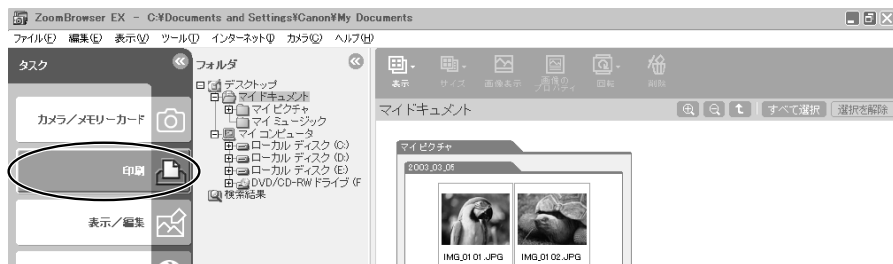 ZoomBrowser EX - C:¥Documents and Settings¥Canon¥My Documents
ファイル(F) 編集(E) 表示(V) ツール(T) インターネット(I) カメラ(C) ヘルプ(H)
タスク
カメラ/メモリーカード
印刷
表示/編集
フォルダ
デスクトップ
マイドキュメント
マイピクチャ
マイミュージック
マイコンピュータ
ローカル ディスク (C:)
ローカル ディスク (D:)
ローカル ディスク (E:)
DVD/CD-RWドライブ (F
検索結果
表示 サイズ 画像表示 画像のプロパティ 回転 削除
マイドキュメント すべて選択 選択を解除
マイピクチャ
2003_03_05
IMG_0101.JPG IMG_0102.JPG